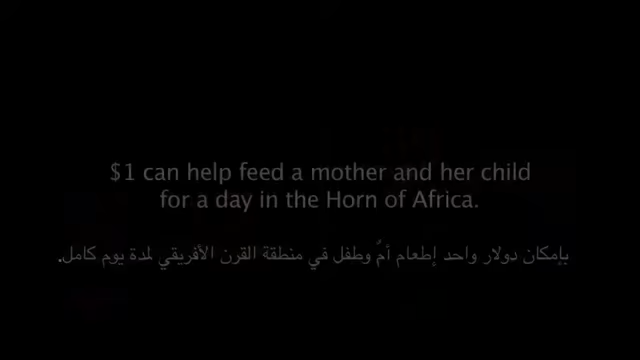 $1 can help feed a mother and her child
for a day in the Horn of Africa.
بإمكان دولار واحد إطعام أمٌ وطفل في منطقة القرن الأفريقي لمدة يوم كامل.